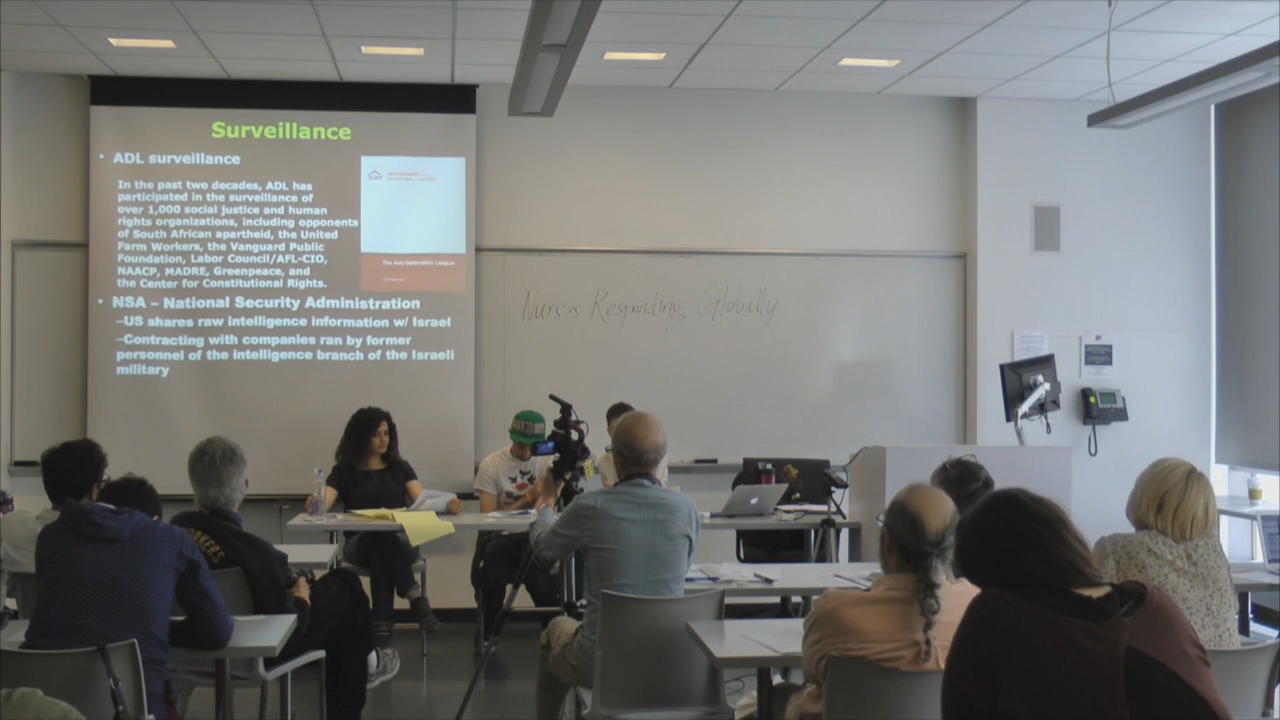 Surveillance
• ADL surveillance
In the past two decades, ADL has
participated in the surveillance of
over 1,000 social justice and human
rights organizations, including opponents
of South African apartheid, the United
Farm Workers, the Vanguard Public
Foundation, Labor Council/AFL-CIO,
NAACP, MADRE, Greenpeace, and
the Center for Constitutional Rights.
The Anti-Defamation League
• NSA – National Security Administration
–US shares raw intelligence information w/ Israel
–Contracting with companies ran by former
personnel of the intelligence branch of the Israeli
military
Nurses Responding Globally